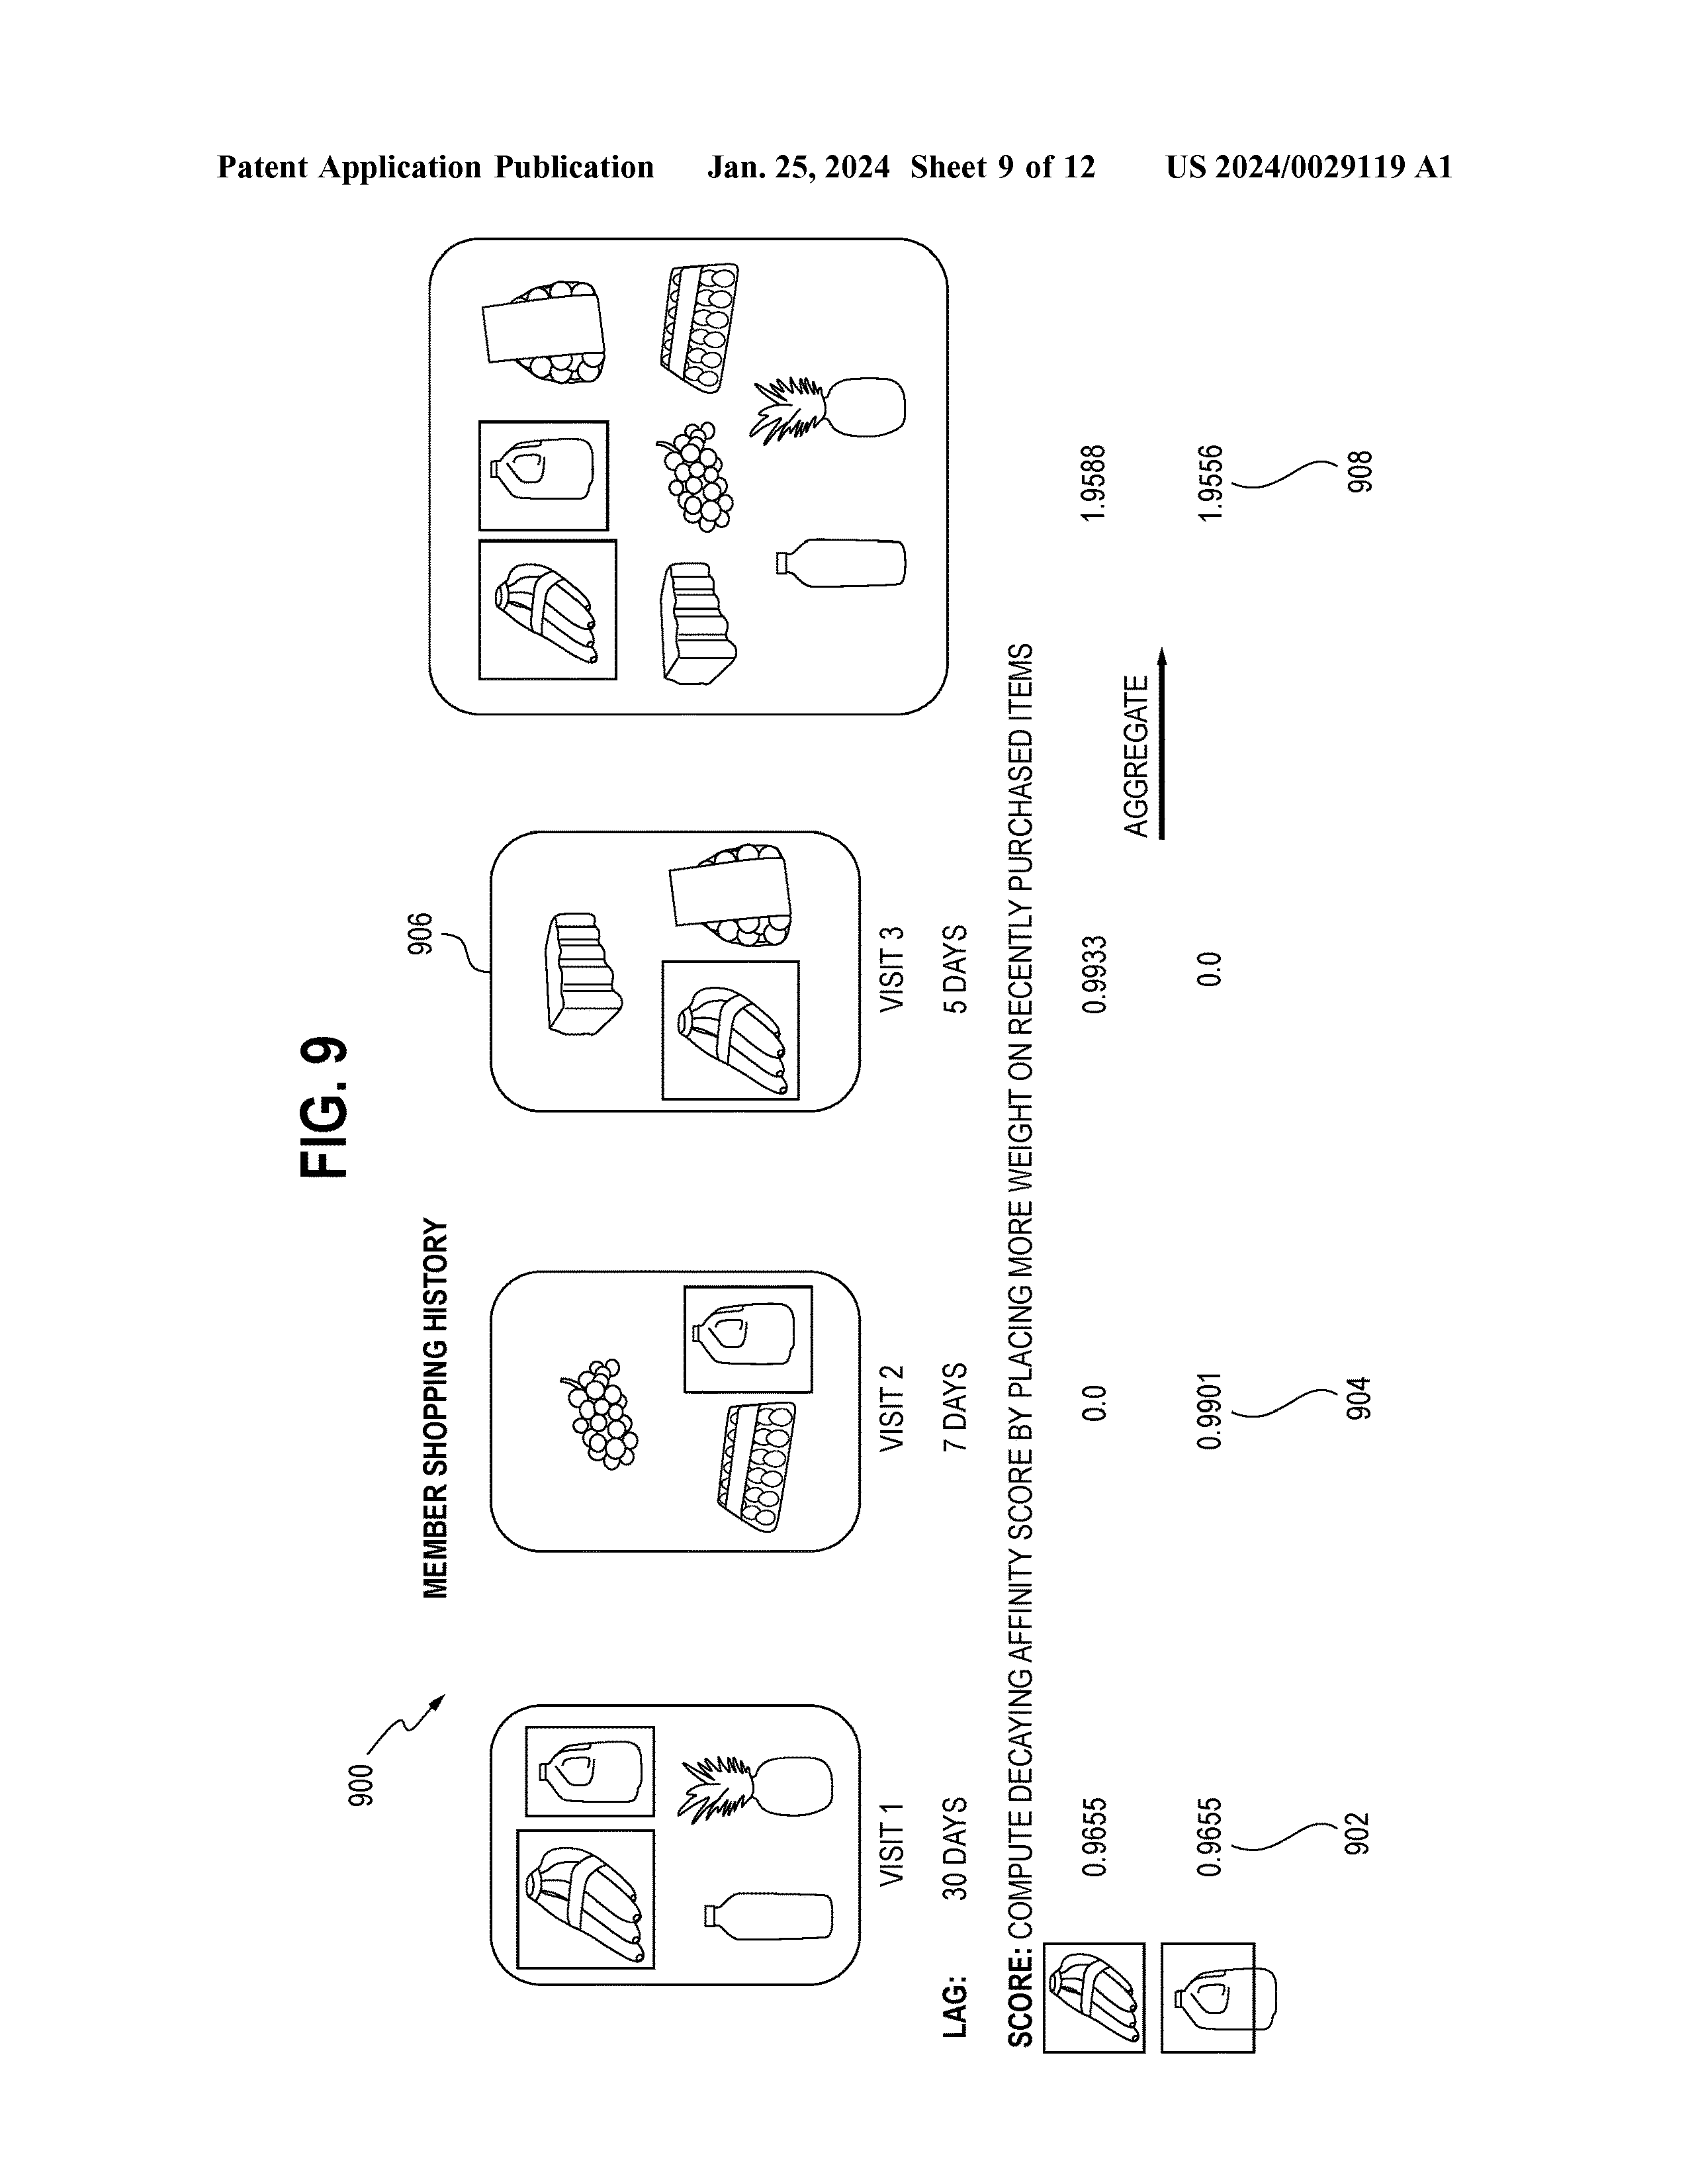 Patent Application Publication Jan. 25, 2024 Sheet 9 of 12 US 2024/0029119 A1
FIG. 9
900
MEMBER SHOPPING HISTORY
906
VISIT 1 VISIT 2 VISIT 3
LAG: 30 DAYS 7 DAYS 5 DAYS
SCORE: COMPUTE DECAYING AFFINITY SCORE BY PLACING MORE WEIGHT ON RECENTLY PURCHASED ITEMS
0.9655 0.0 0.9933 1.9588
AGGREGATE
0.9655 0.9901 0.0 1.9556
902 904 908